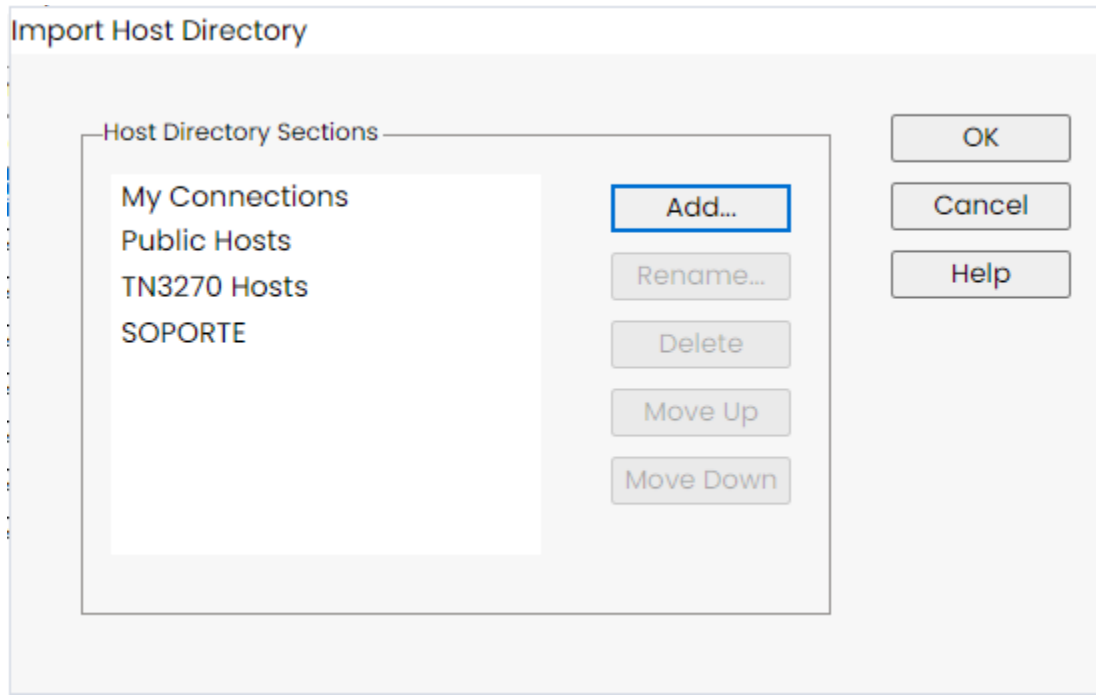 Import Host Directory
Host Directory Sections
My Connections
Public Hosts
TN3270 Hosts
SOPORTE
Add...
Rename...
Delete
Move Up
Move Down
OK
Cancel
Help